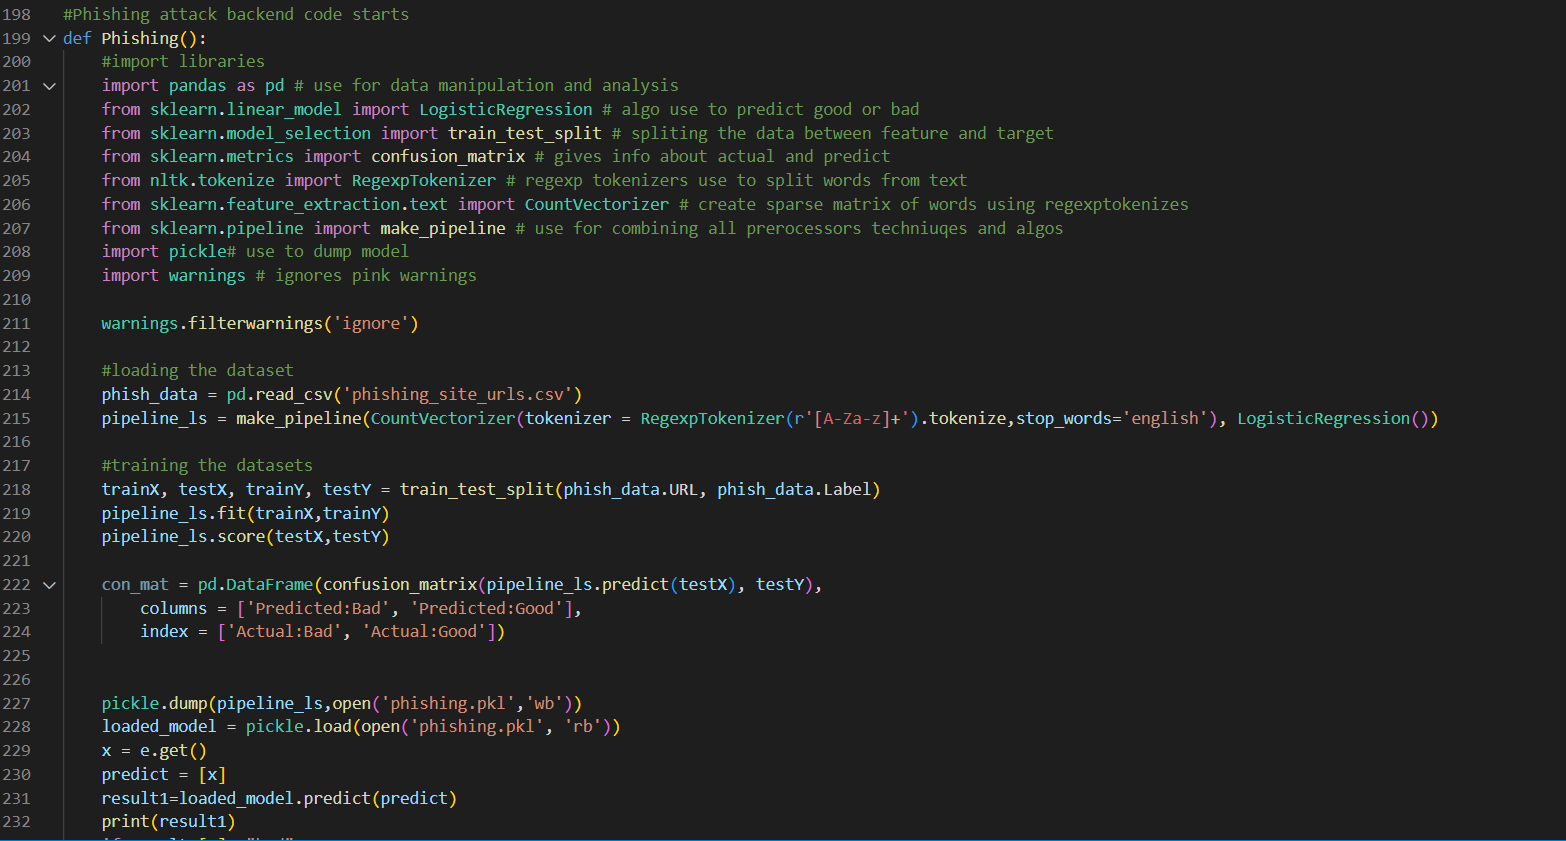 198 #Phishing attack backend code starts
199 def Phishing():
200 #import libraries
201 import pandas as pd # use for data manipulation and analysis
202 from sklearn.linear_model import LogisticRegression # algo use to predict good or bad
203 from sklearn.model_selection import train_test_split # spliting the data between feature and target
204 from sklearn.metrics import confusion_matrix # gives info about actual and predict
205 from nltk.tokenize import RegexpTokenizer # regexp tokenizers use to split words from text
206 from sklearn.feature_extraction.text import CountVectorizer # create sparse matrix of words using regexptokenizes
207 from sklearn.pipeline import make_pipeline # use for combining all prerocessors techniuqes and algos
208 import pickle# use to dump model
209 import warnings # ignores pink warnings
210
211 warnings.filterwarnings('ignore')
212
213 #loading the dataset
214 phish_data = pd.read_csv('phishing_site_urls.csv')
215 pipeline_ls = make_pipeline(CountVectorizer(tokenizer = RegexpTokenizer(r'[A-Za-z]+').tokenize,stop_words='english'), LogisticRegression())
216
217 #training the datasets
218 trainX, testX, trainY, testY = train_test_split(phish_data.URL, phish_data.Label)
219 pipeline_ls.fit(trainX,trainY)
220 pipeline_ls.score(testX,testY)
221
222 con_mat = pd.DataFrame(confusion_matrix(pipeline_ls.predict(testX), testY),
223 columns = ['Predicted:Bad', 'Predicted:Good'],
224 index = ['Actual:Bad', 'Actual:Good'])
225
226
227 pickle.dump(pipeline_ls,open('phishing.pkl','wb'))
228 loaded_model = pickle.load(open('phishing.pkl', 'rb'))
229 x = e.get()
230 predict = [x]
231 result1=loaded_model.predict(predict)
232 print(result1)